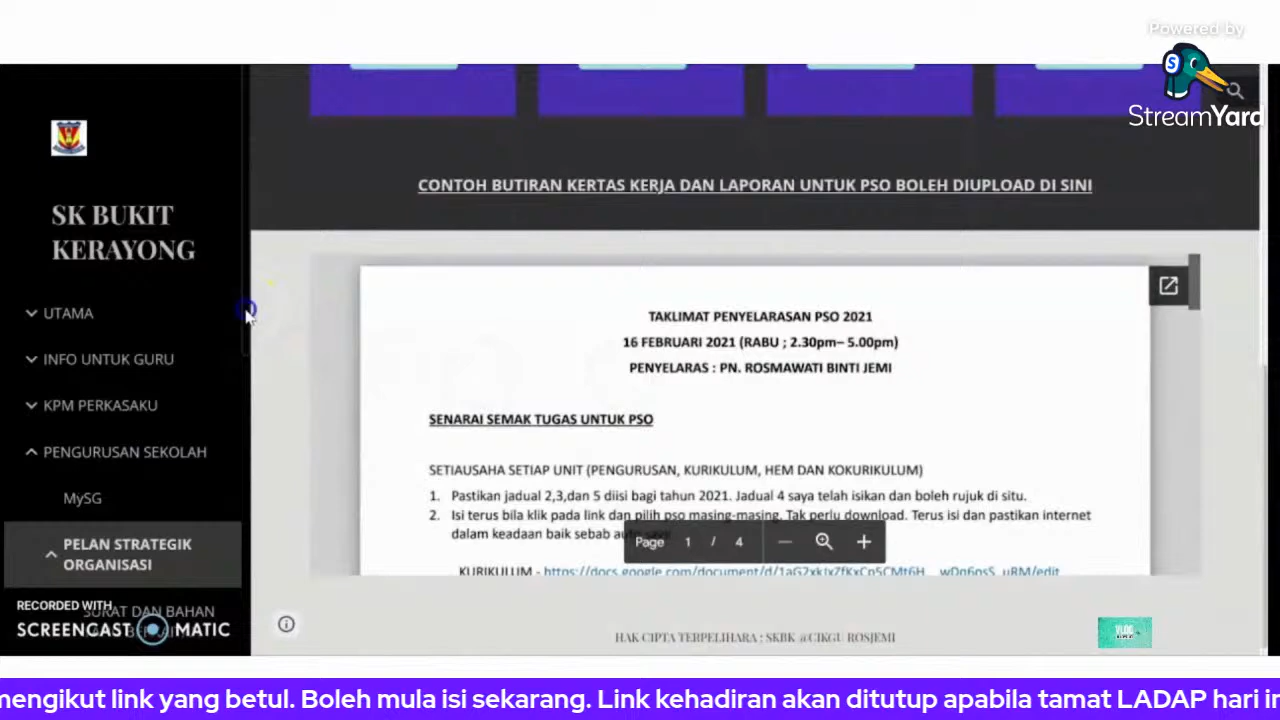 Powered by
StreamYard
CONTOH BUTIRAN KERTAS KERJA DAN LAPORAN UNTUK PSO BOLEH DIUPLOAD DI SINI
SK BUKIT
KERAYONG
UTAMA
INFO UNTUK GURU
KPM PERKASAKU
PENGURUSAN SEKOLAH
MySG
PELAN STRATEGIK
ORGANISASI
SURAT DAN BAHAN
RECORDED WITH
SCREENCAST MATIC
TAKLIMAT PENYELARASAN PSO 2021
16 FEBRUARI 2021 (RABU ; 2.30pm– 5.00pm)
PENYELARAS : PN. ROSMAWATI BINTI JEMI
SENARAI SEMAK TUGAS UNTUK PSO
SETIAUSAHA SETIAP UNIT (PENGURUSAN, KURIKULUM, HEM DAN KOKURIKULUM)
1. Pastikan jadual 2,3,dan 5 diisi bagi tahun 2021. Jadual 4 saya telah isikan dan boleh rujuk di situ.
2. Isi terus bila klik pada link dan pilih pso masing-masing. Tak perlu download. Terus isi dan pastikan internet
dalam keadaan baik sebab
Page 1 / 4
KURIKULUM -
HAK CIPTA TERPELIHARA : SKBK @CIKGU ROSJEMI
mengikut link yang betul. Boleh mula isi sekarang. Link kehadiran akan ditutup apabila tamat LADAP hari